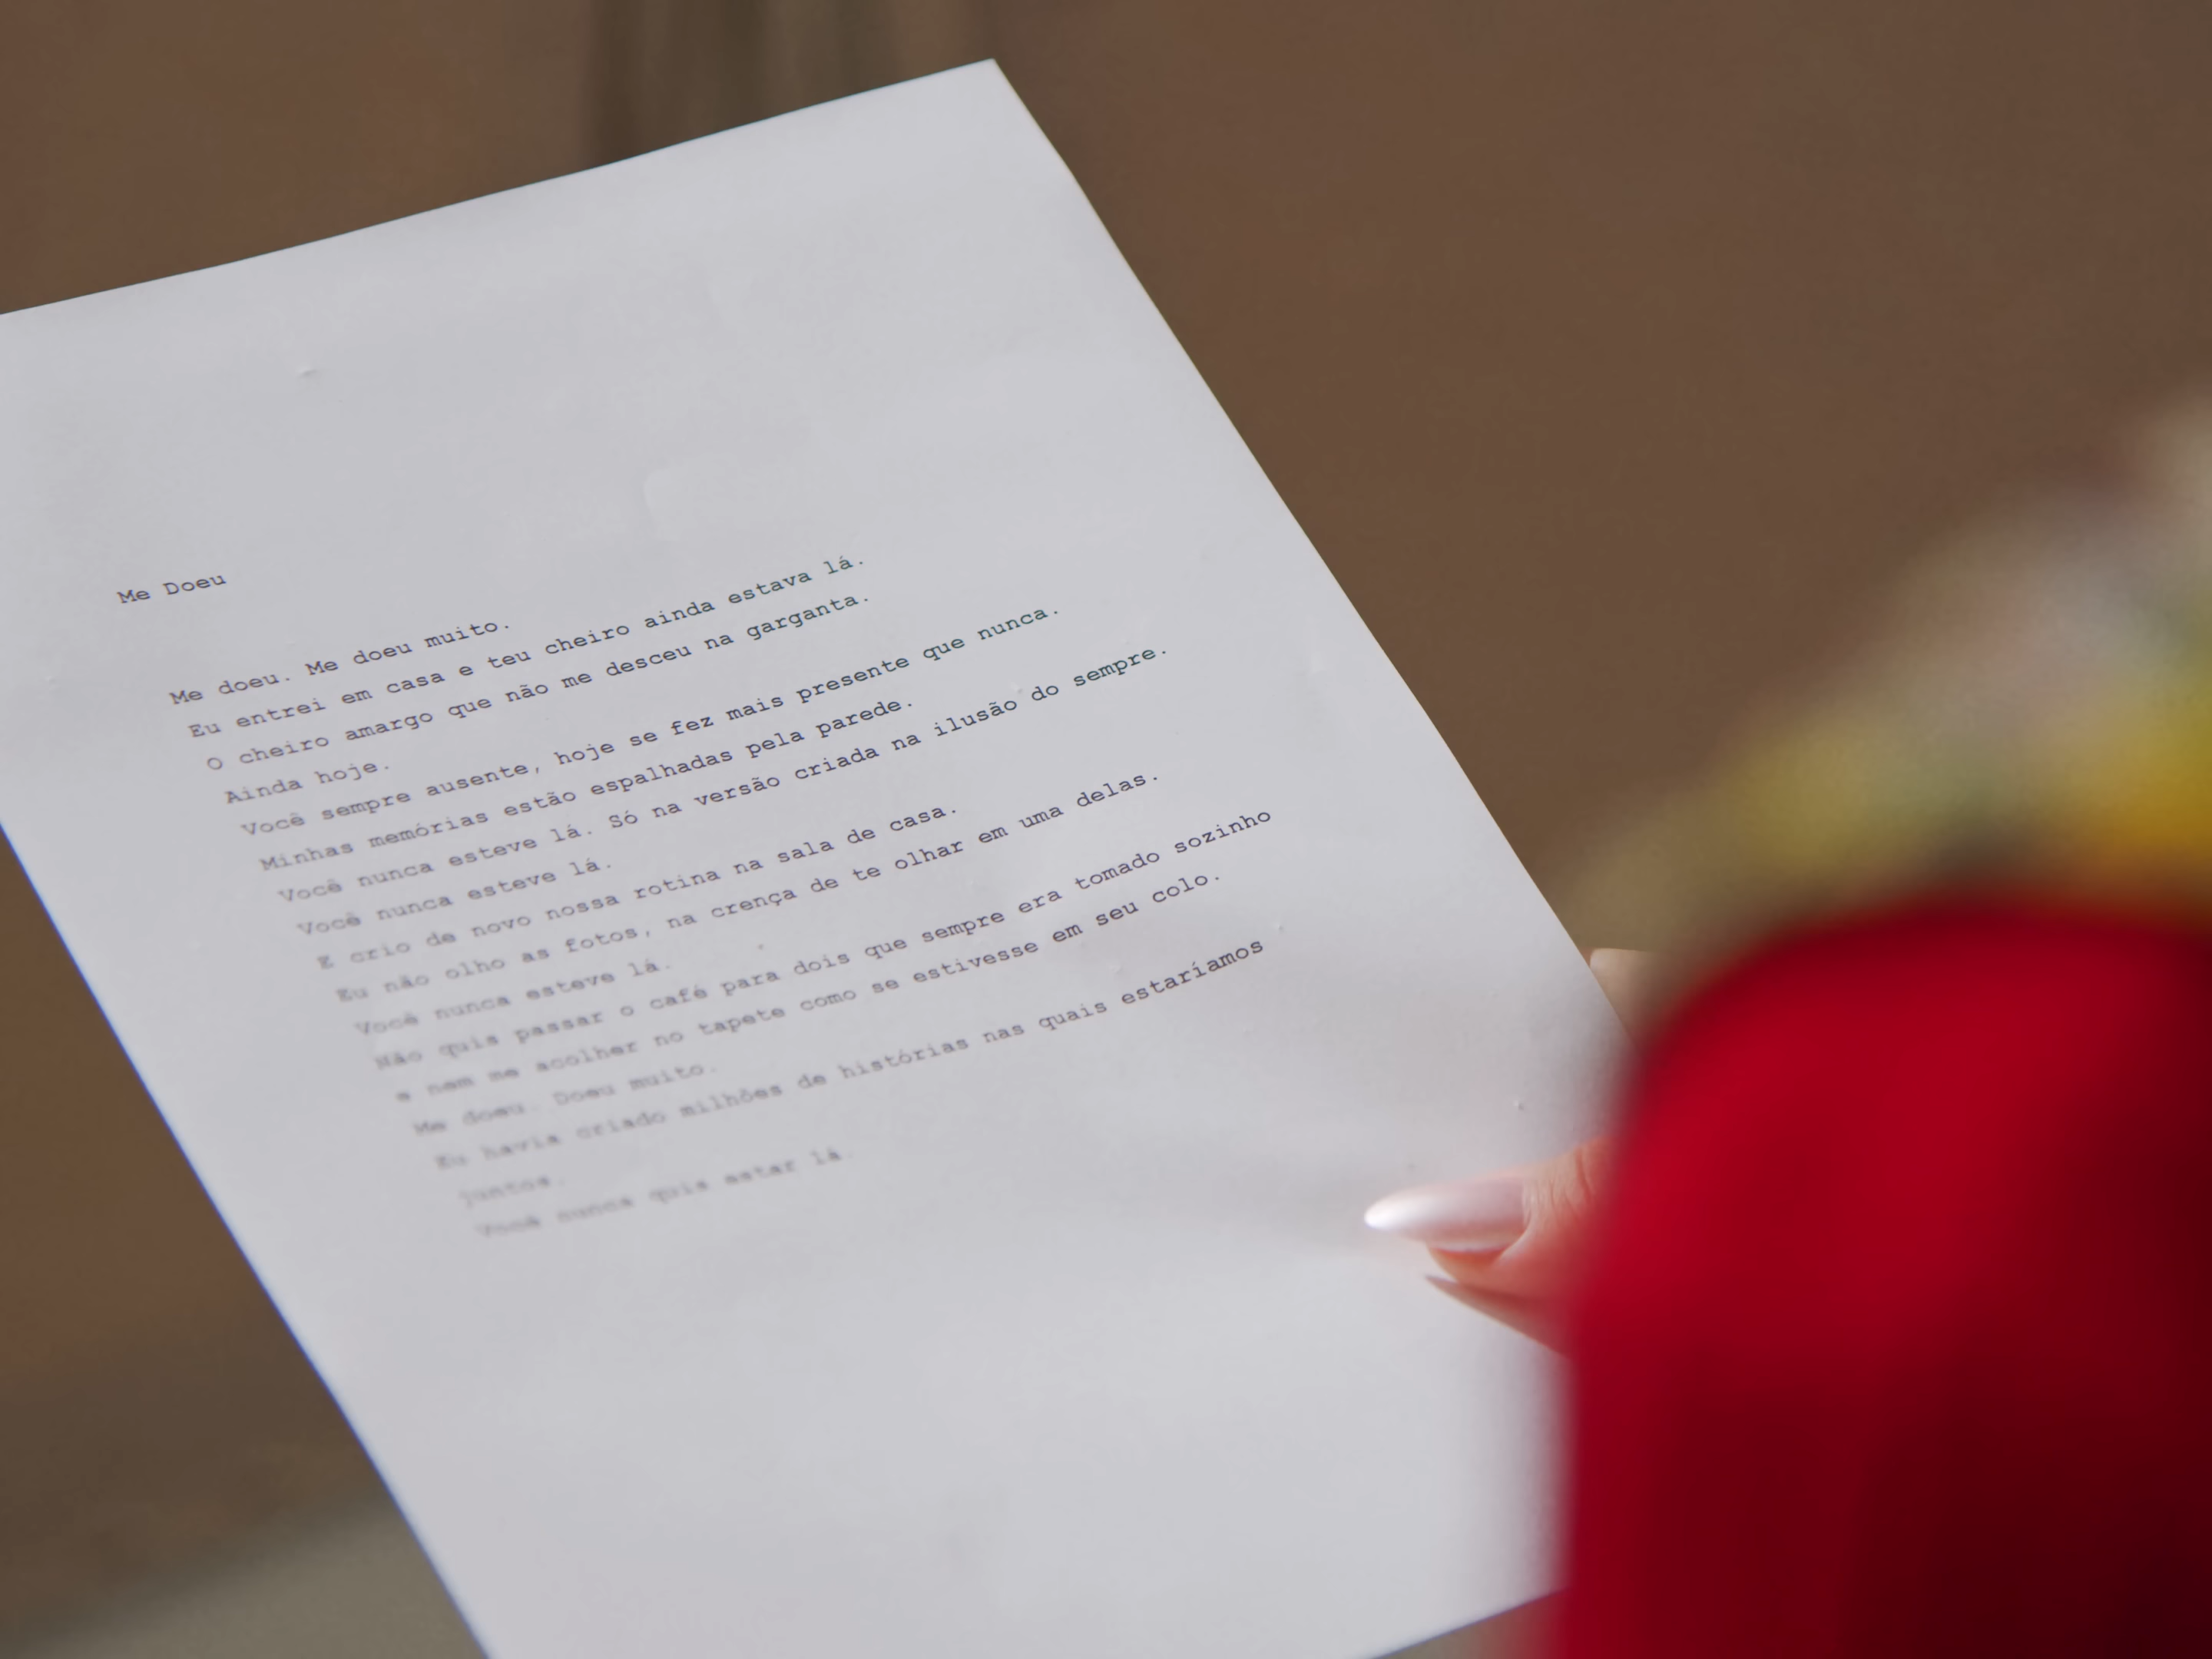 Me Doeu
Me doeu. Me doeu muito.
Eu entrei em casa e teu cheiro ainda estava lá.
O cheiro amargo que não me desceu na garganta.
Ainda hoje.
Você sempre ausente, hoje se fez mais presente que nunca.
Minhas memórias estão espalhadas pela parede.
Você nunca esteve lá. Só na versão criada na ilusão do sempre.
Você nunca esteve lá.
E crio de novo nossa rotina na sala de casa.
Eu não olho as fotos, na crença de te olhar em uma delas.
Você nunca esteve lá.
Não quis passar o café para dois que sempre era tomado sozinho
e nem me acolher no tapete como se estivesse em seu colo.
Me doeu. Doeu muito.
Eu havia criado milhões de histórias nas quais estaríamos
juntos.
Você nunca quis estar lá.